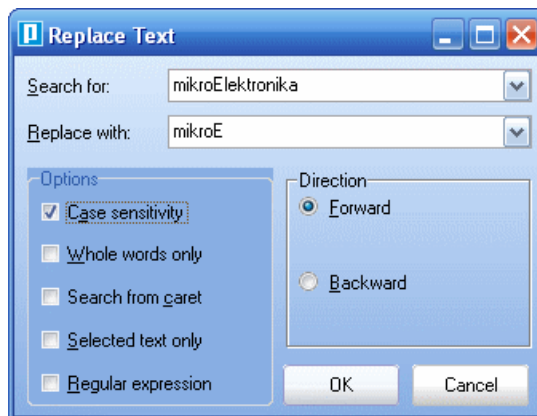 Replace Text
Search for: mikroElektronika
Replace with: mikroE
Options
Case sensitivity
Whole words only
Search from caret
Selected text only
Regular expression
Direction
Forward
Backward
OK Cancel